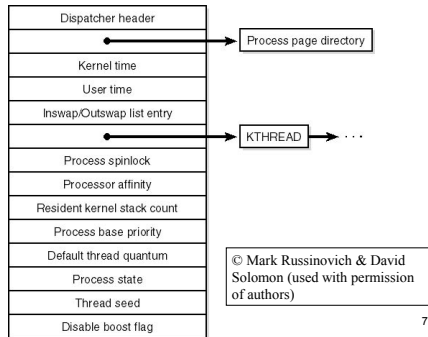 Dispatcher header
Process page directory
Kernel time
User time
Inswap/Outswap list entry
KTHREAD
Process spinlock
Processor affinity
Resident kernel stack count
Process base priority
Default thread quantum
Process state
Thread seed
Disable boost flag
© Mark Russinovich & David
Solomon (used with permission
of authors)
7